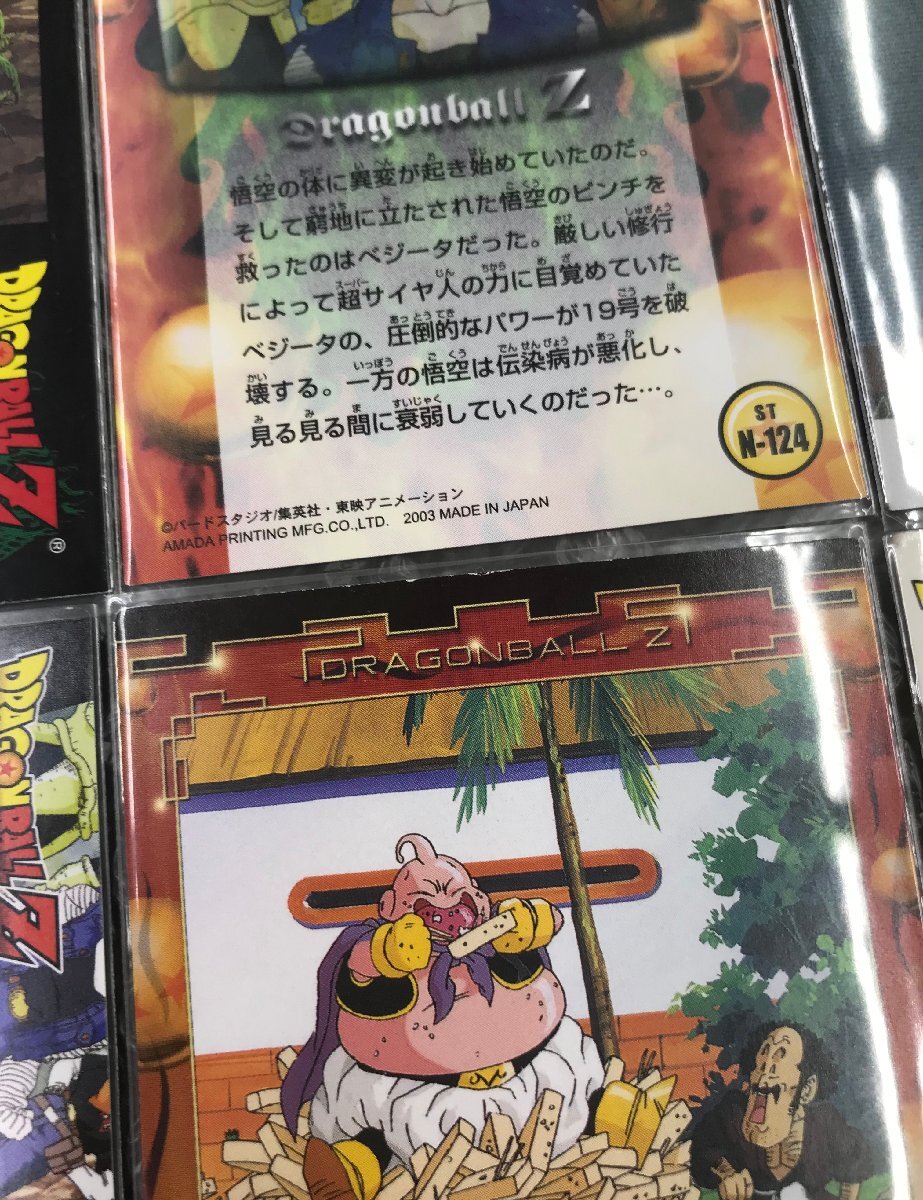 Dragonball Z
悟空の体に異変が起き始めていたのだ。
そして窮地に立たされた悟空のピンチを
救ったのはベジータだった。厳しい修行
によって超サイヤ人の力に目覚めていた
ベジータの、圧倒的なパワーが19号を破
壊する。一方の悟空は伝染病が悪化し、
見る見る間に衰弱していくのだった…。
ST
N-124
©バードスタジオ/集英社・東映アニメーション
AMADA PRINTING MFG.CO.,LTD. 2003 MADE IN JAPAN
DRAGON BALL Z
®
DRAGONBALL Z
DRAGON BALL Z